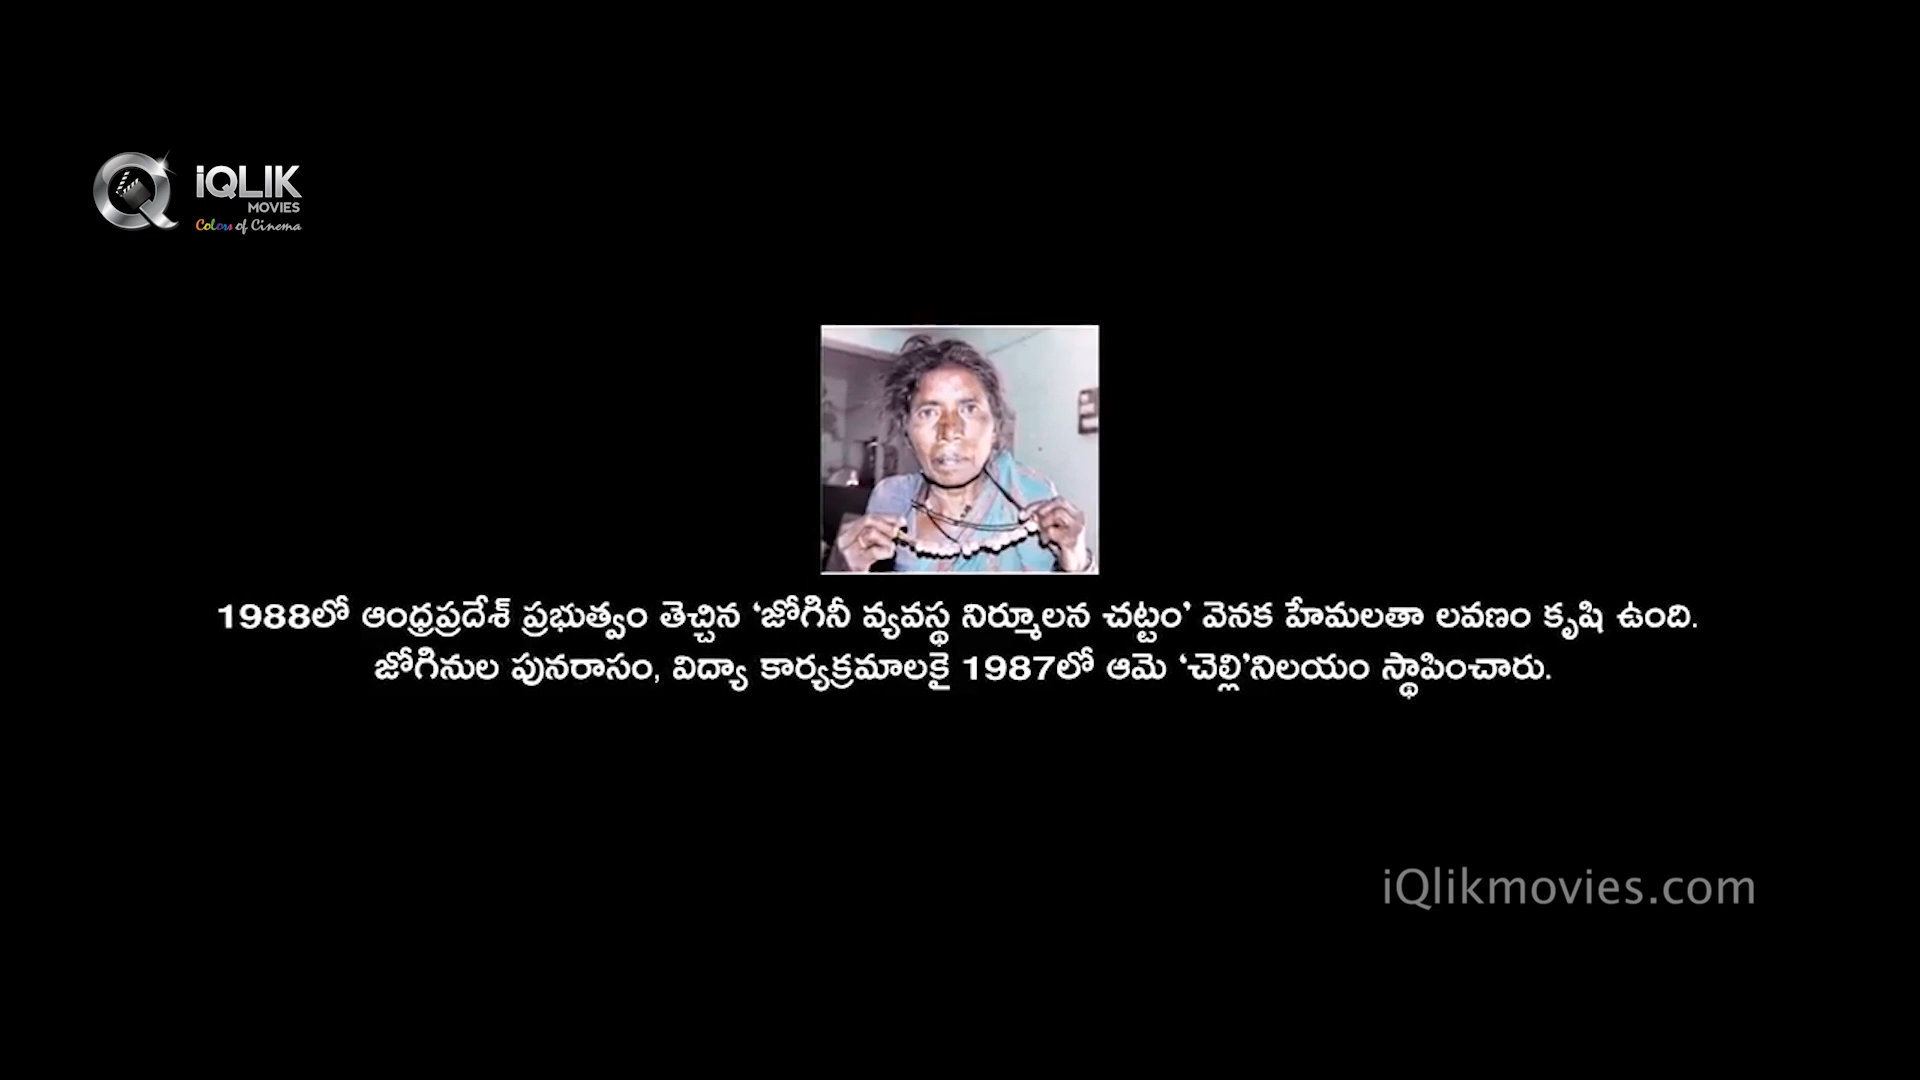 iQLIK
MOVIES
Colors of Cinema
1988లో ఆంధ్రప్రదేశ్ ప్రభుత్వం తెచ్చిన ‘జోగినీ వ్యవస్థ నిర్మూలన చట్టం’ వెనక హేమలతా లవణం కృషి ఉంది.
జోగినుల పునరాసం, విద్యా కార్యక్రమాలకై 1987లో ఆమె ‘చెల్లి’నిలయం స్థాపించారు.
iQlikmovies.com